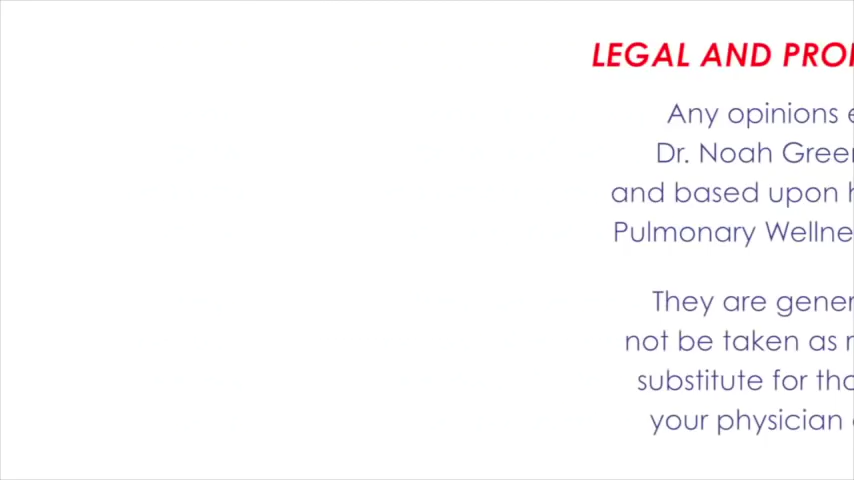 LEGAL AND PRO
Any opinions e
Dr. Noah Green
and based upon h
Pulmonary Wellne
They are gener
not be taken as
substitute for tho
your physician